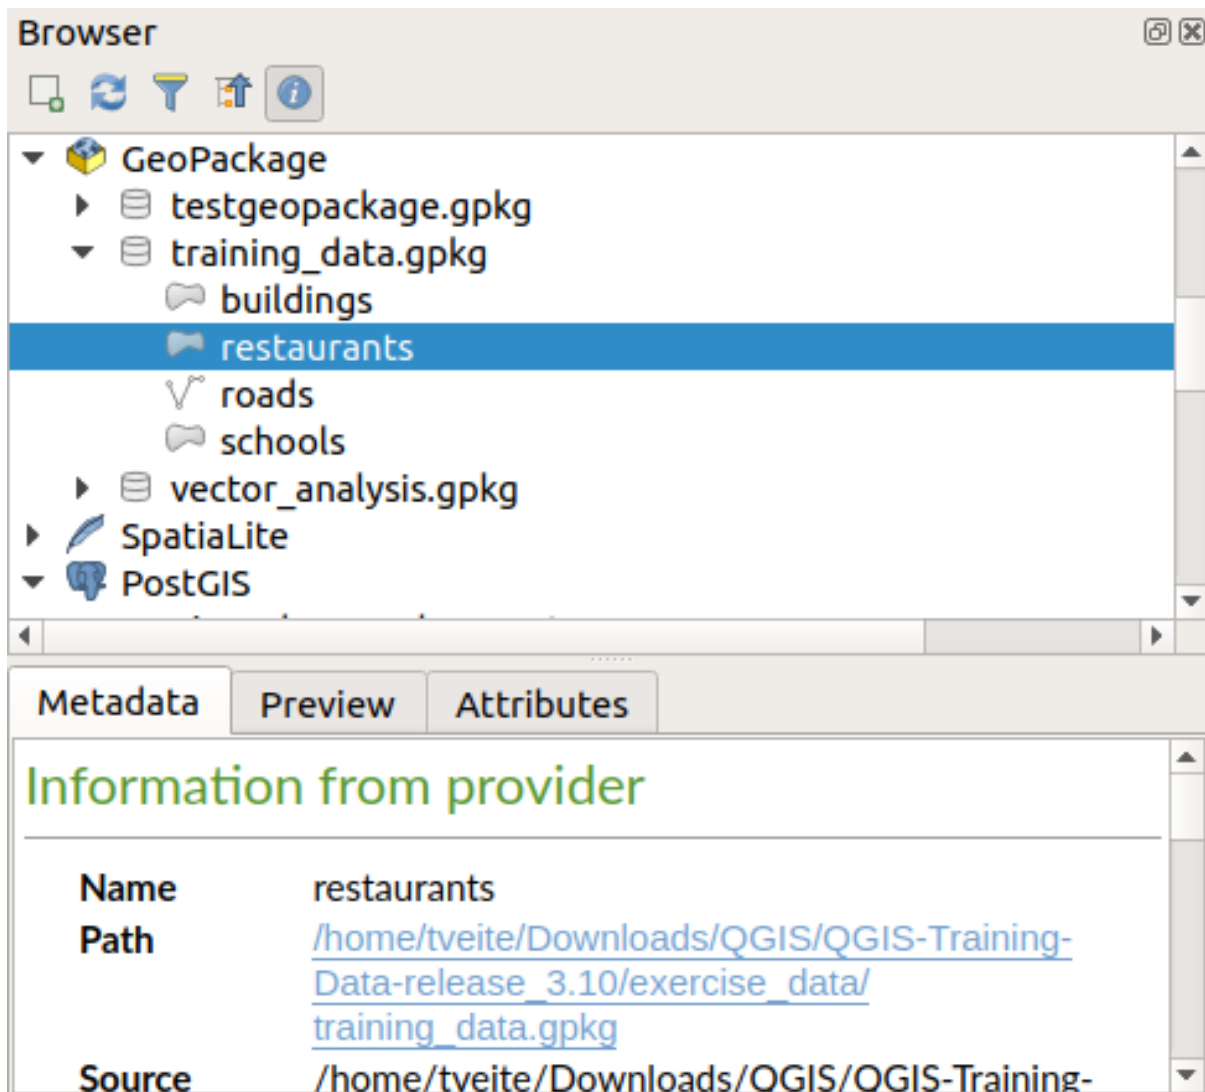 Browser
GeoPackage
testgeopackage.gpkg
training_data.gpkg
buildings
restaurants
roads
schools
vector_analysis.gpkg
SpatiaLite
PostGIS
Metadata Preview Attributes
Information from provider
Name restaurants
Path /home/tveite/Downloads/QGIS/QGIS-Training-
Data-release_3.10/exercise_data/
training_data.gpkg
Source /home/tveite/Downloads/QGIS/QGIS-Training-